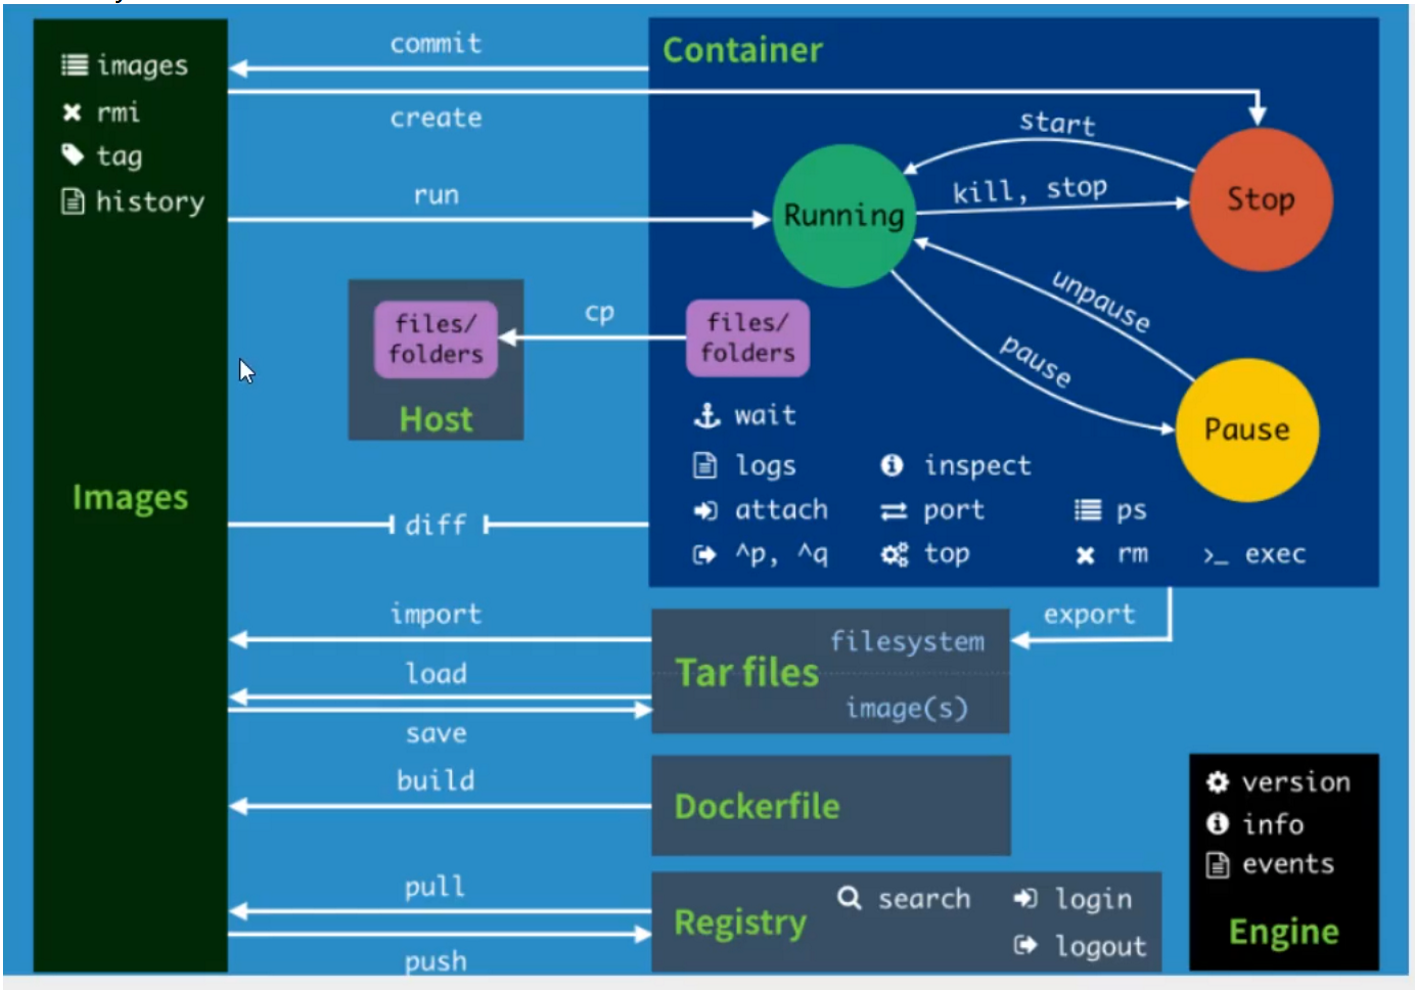 images
rmi
tag
history
Images
commit
create
run
cp
files/
folders
Host
diff
import
load
save
build
pull
push
Container
start
kill, stop
Running
Stop
unpause
pause
Pause
files/
folders
wait
logs
inspect
attach
port
ps
^p, ^q
top
rm
>_ exec
export
filesystem
Tar files
image(s)
Dockerfile
Registry
search
login
logout
version
info
events
Engine